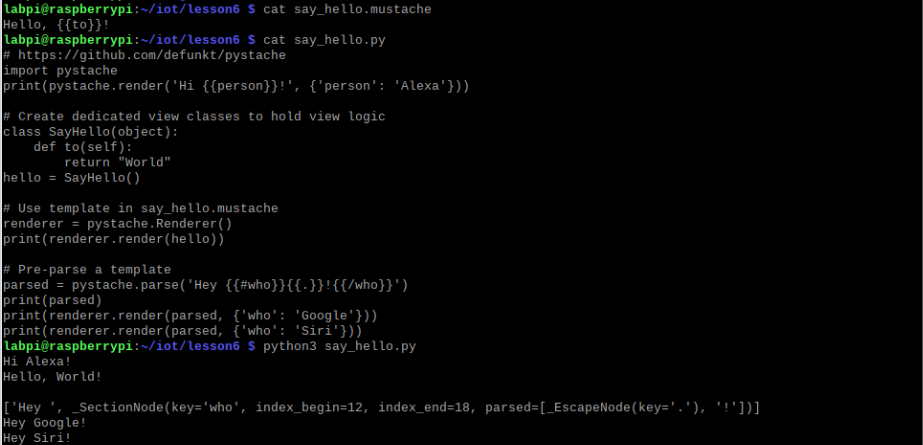 labpi@raspberrypi:~/iot/lesson6 $ cat say_hello.mustache
Hello, {{to}}!
labpi@raspberrypi:~/iot/lesson6 $ cat say_hello.py
# https://github.com/defunkt/pystache
import pystache
print(pystache.render('Hi {{person}}!', {'person': 'Alexa'}))

# Create dedicated view classes to hold view logic
class SayHello(object):
    def to(self):
        return "World"
hello = SayHello()

# Use template in say_hello.mustache
renderer = pystache.Renderer()
print(renderer.render(hello))

# Pre-parse a template
parsed = pystache.parse('Hey {{#who}}{{.}}!{{/who}}')
print(parsed)
print(renderer.render(parsed, {'who': 'Google'}))
print(renderer.render(parsed, {'who': 'Siri'}))
labpi@raspberrypi:~/iot/lesson6 $ python3 say_hello.py
Hi Alexa!
Hello, World!

['Hey ', _SectionNode(key='who', index_begin=12, index_end=18, parsed=[_EscapeNode(key='.'), '!'])]
Hey Google!
Hey Siri!